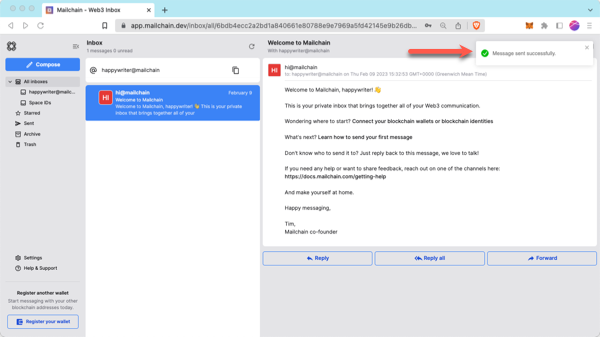 Mailchain - Web3 Inbox
app.mailchain.dev/inbox/all/6bdb4ecc2a2bd1a840661e80788e9e7969a5fd42145e9b26db...
Compose
All inboxes
happywriter@mailc...
Space IDs
Starred
Sent
Archive
Trash
Settings
Help & Support
Register another wallet
Start messaging with your other
blockchain addresses today.
Register your wallet
Inbox
1 messages 0 unread
@ happywriter@mailchain
HI
hi@mailchain
February 9
Welcome to Mailchain
Welcome to Mailchain, happywriter! 👋 This is your private
inbox that brings together all of your
Welcome to Mailchain
With happywriter@mailchain
Message sent successfully.
HI
hi@mailchain
to: happywriter@mailchain on Thu Feb 09 2023 15:32:53 GMT+0000 (Greenwich Mean Time)
Welcome to Mailchain, happywriter! 👋
This is your private inbox that brings together all of your Web3 communication.
Wondering where to start? Connect your blockchain wallets or blockchain identities
What's next? Learn how to send your first message
Don't know who to send it to? Just reply back to this message, we love to talk!
If you need any help or want to share feedback, reach out on one of the channels here:
https://docs.mailchain.com/getting-help
And make yourself at home.
Happy messaging,
Tim,
Mailchain co-founder
Reply
Reply all
Forward